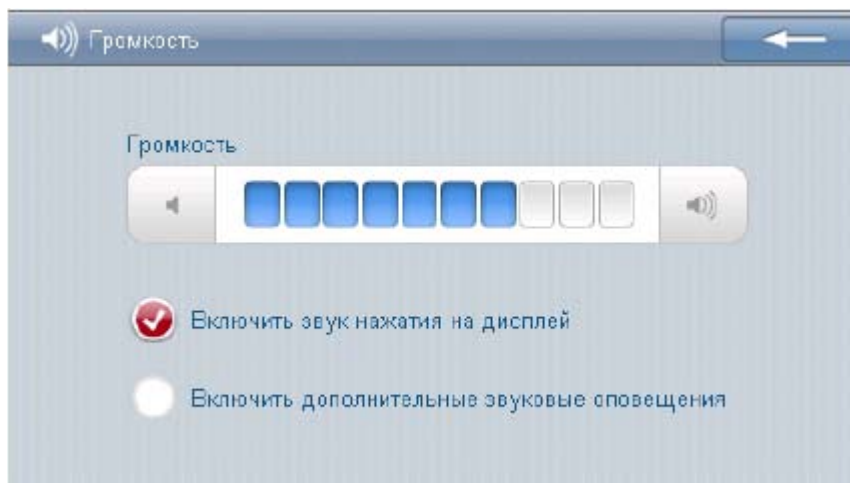 Громкость
Громкость
Включить звук нажатия на дисплей
Включить дополнительные звуковые оповещения